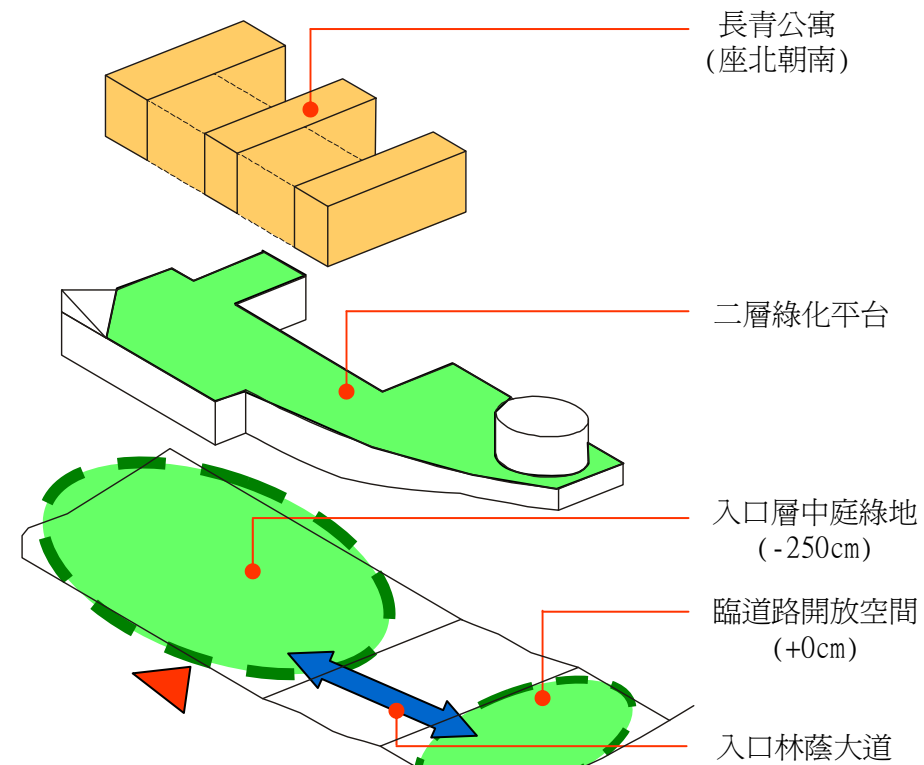 長青公寓
(座北朝南)
二層綠化平台
入口層中庭綠地
(-250cm)
臨道路開放空間
(+0cm)
入口林蔭大道